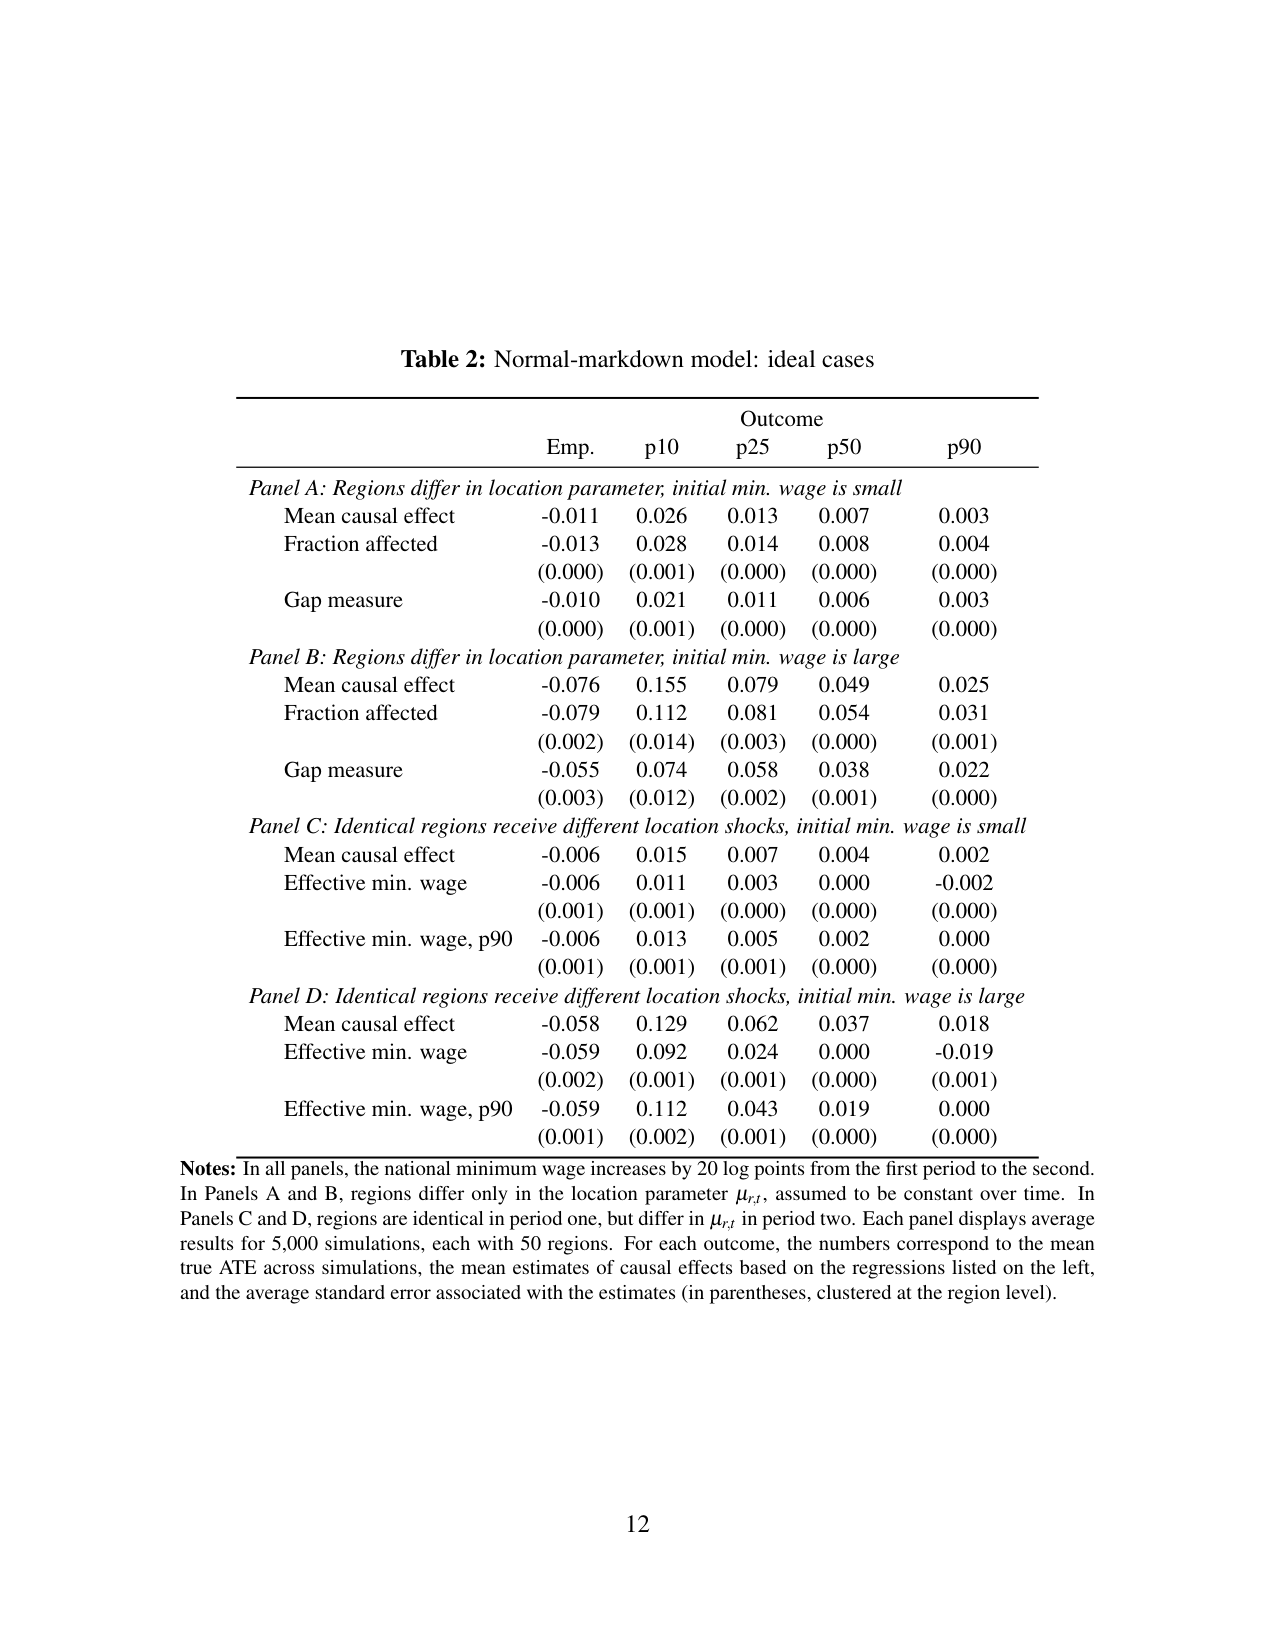 Table 2: Normal-markdown model: ideal cases
Outcome
Emp. p10 p25 p50 p90
Panel A: Regions differ in location parameter, initial min. wage is small
Mean causal effect -0.011 0.026 0.013 0.007 0.003
Fraction affected -0.013 0.028 0.014 0.008 0.004
(0.000) (0.001) (0.000) (0.000) (0.000)
Gap measure -0.010 0.021 0.011 0.006 0.003
(0.000) (0.001) (0.000) (0.000) (0.000)
Panel B: Regions differ in location parameter, initial min. wage is large
Mean causal effect -0.076 0.155 0.079 0.049 0.025
Fraction affected -0.079 0.112 0.081 0.054 0.031
(0.002) (0.014) (0.003) (0.000) (0.001)
Gap measure -0.055 0.074 0.058 0.038 0.022
(0.003) (0.012) (0.002) (0.001) (0.000)
Panel C: Identical regions receive different location shocks, initial min. wage is small
Mean causal effect -0.006 0.015 0.007 0.004 0.002
Effective min. wage -0.006 0.011 0.003 0.000 -0.002
(0.001) (0.001) (0.000) (0.000) (0.000)
Effective min. wage, p90 -0.006 0.013 0.005 0.002 0.000
(0.001) (0.001) (0.001) (0.000) (0.000)
Panel D: Identical regions receive different location shocks, initial min. wage is large
Mean causal effect -0.058 0.129 0.062 0.037 0.018
Effective min. wage -0.059 0.092 0.024 0.000 -0.019
(0.002) (0.001) (0.001) (0.000) (0.001)
Effective min. wage, p90 -0.059 0.112 0.043 0.019 0.000
(0.001) (0.002) (0.001) (0.000) (0.000)
Notes: In all panels, the national minimum wage increases by 20 log points from the first period to the second.
In Panels A and B, regions differ only in the location parameter μr,t, assumed to be constant over time. In
Panels C and D, regions are identical in period one, but differ in μr,t in period two. Each panel displays average
results for 5,000 simulations, each with 50 regions. For each outcome, the numbers correspond to the mean
true ATE across simulations, the mean estimates of causal effects based on the regressions listed on the left,
and the average standard error associated with the estimates (in parentheses, clustered at the region level).
12